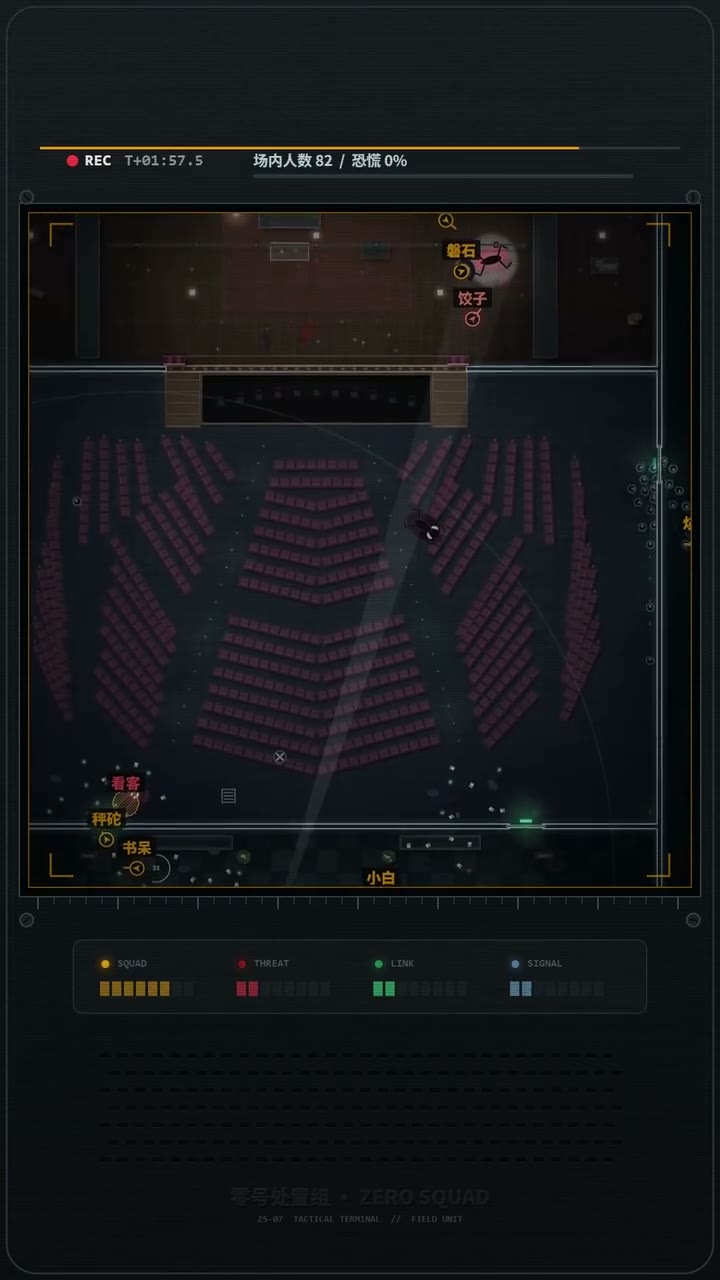 REC T+01:57.5 场内人数 82 / 恐慌 0%
磐石
饺子
看客
秤砣
书呆
小白
SQUAD THREAT LINK SIGNAL
零号处置组 · ZERO SQUAD
ZS-07 TACTICAL TERMINAL // FIELD UNIT